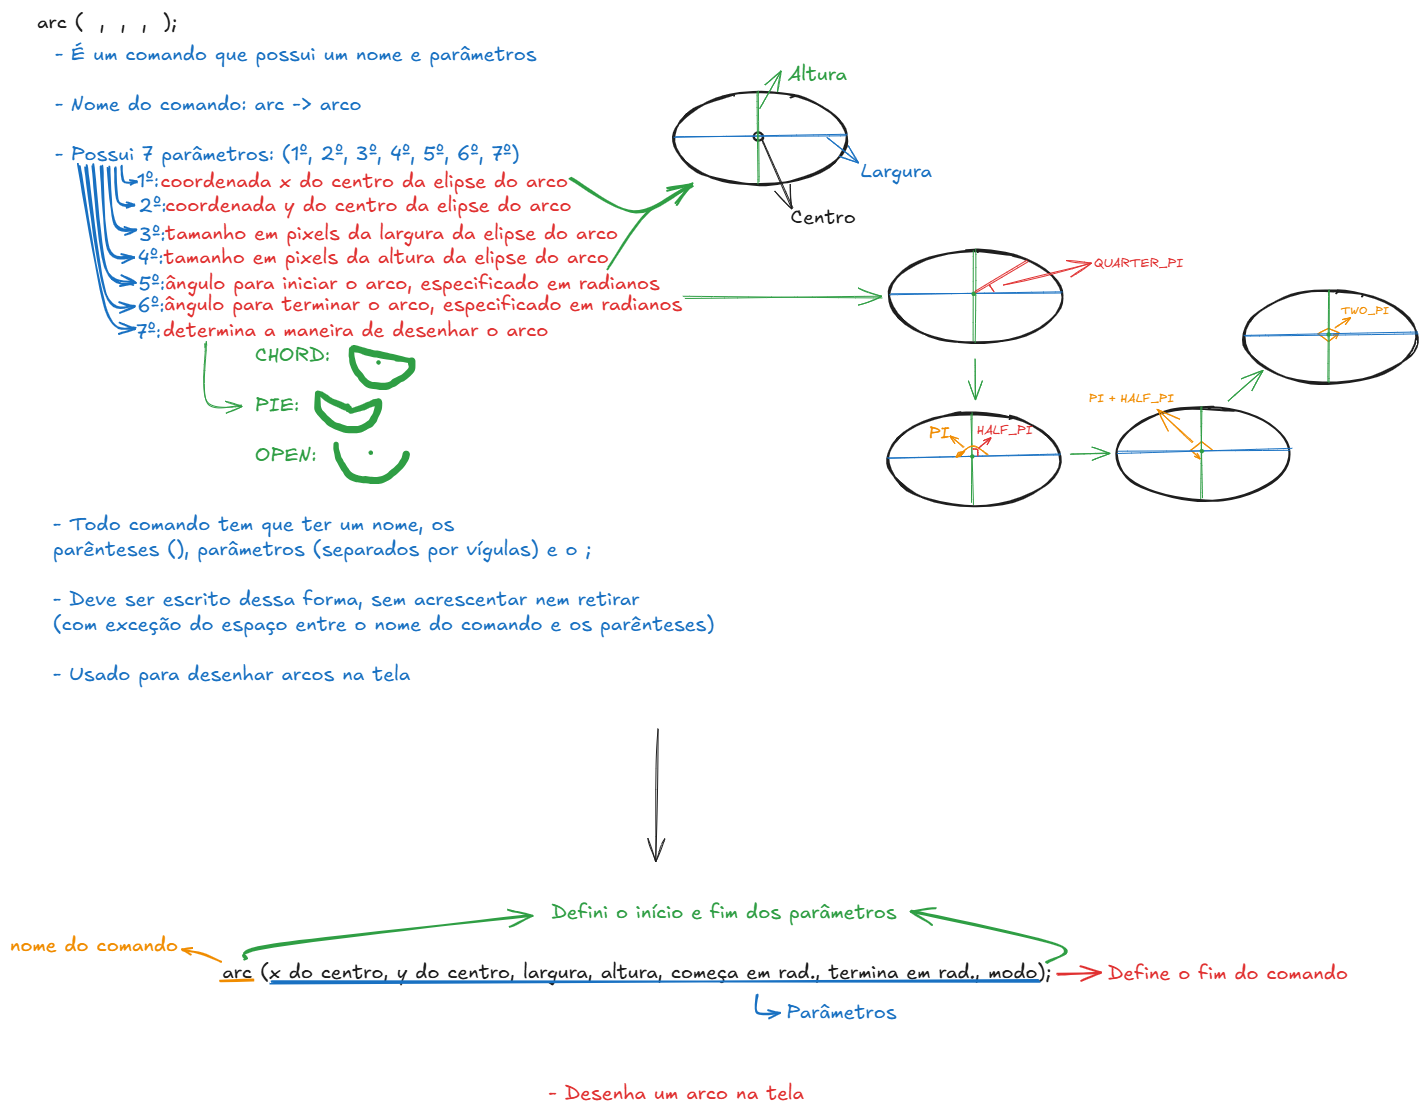 arc (  ,  ,  ,  );
- É um comando que possui um nome e parâmetros
- Nome do comando: arc -> arco
- Possui 7 parâmetros: (1º, 2º, 3º, 4º, 5º, 6º, 7º)
1º:coordenada x do centro da elipse do arco
2º:coordenada y do centro da elipse do arco
3º:tamanho em pixels da largura da elipse do arco
4º:tamanho em pixels da altura da elipse do arco
5º:ângulo para iniciar o arco, especificado em radianos
6º:ângulo para terminar o arco, especificado em radianos
7º:determina a maneira de desenhar o arco
CHORD:
PIE:
OPEN:
Altura
Largura
Centro
QUARTER_PI
PI
HALF_PI
PI + HALF_PI
TWO_PI
- Todo comando tem que ter um nome, os
parênteses (), parâmetros (separados por vígulas) e o ;
- Deve ser escrito dessa forma, sem acrescentar nem retirar
(com exceção do espaço entre o nome do comando e os parênteses)
- Usado para desenhar arcos na tela
Defini o início e fim dos parâmetros
nome do comando
arc (x do centro, y do centro, largura, altura, começa em rad., termina em rad., modo);
Define o fim do comando
Parâmetros
- Desenha um arco na tela